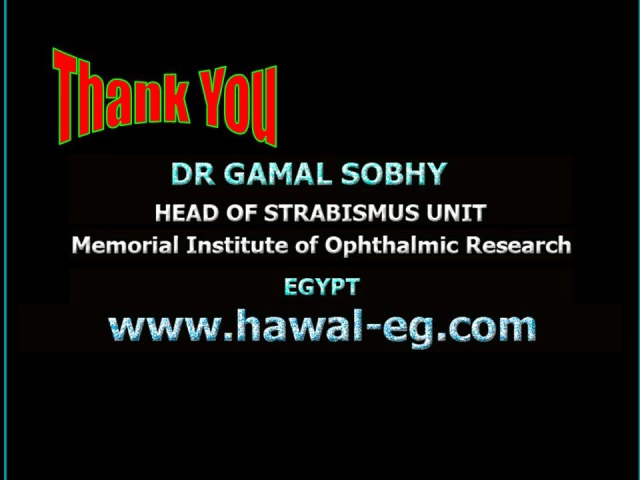 Thank You
DR GAMAL SOBHY
HEAD OF STRABISMUS UNIT
Memorial Institute of Ophthalmic Research
EGYPT
www.hawal-eg.com